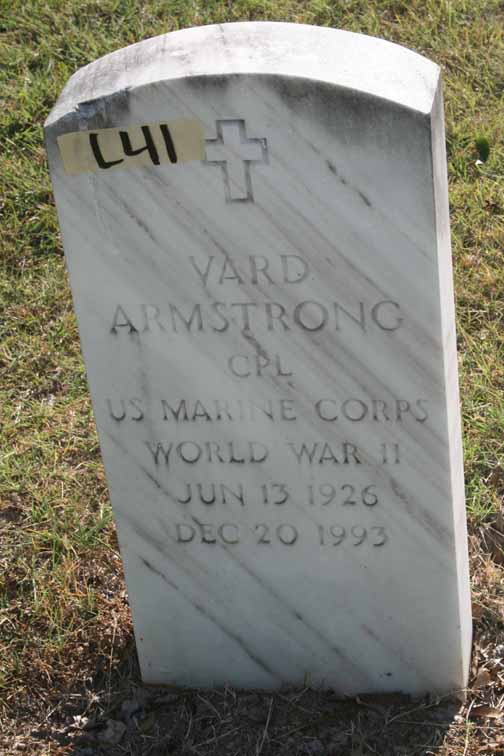 L41
VARD
ARMSTRONG
CPL
US MARINE CORPS
WORLD WAR II
JUN 13 1926
DEC 20 1993